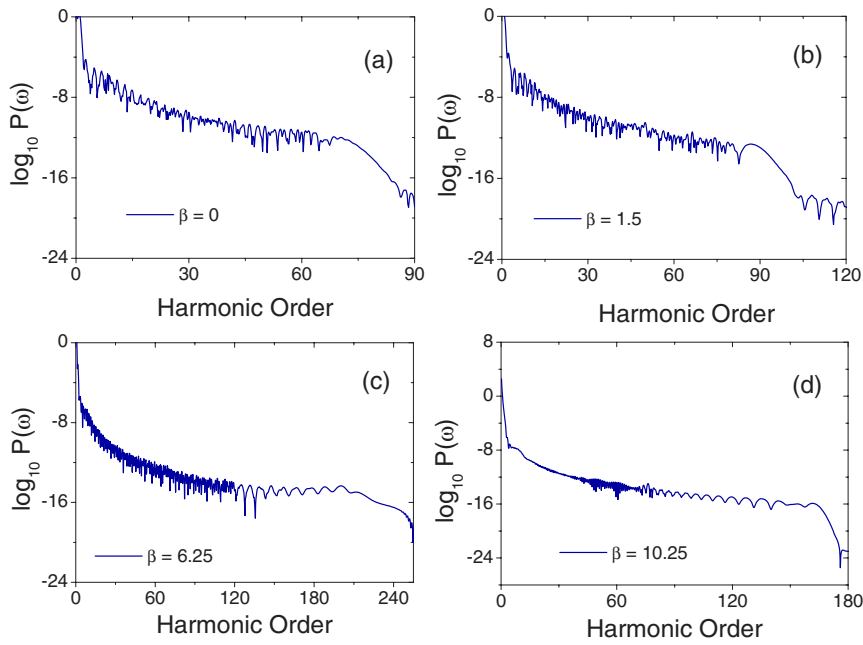 0
-8
-16
-24
log10 P(ω)
(a)
β = 0
0 30 60 90
Harmonic Order
0
-8
-16
-24
log10 P(ω)
(b)
β = 1.5
0 30 60 90 120
Harmonic Order
0
-8
-16
-24
log10 P(ω)
(c)
β = 6.25
0 60 120 180 240
Harmonic Order
8
0
-8
-16
-24
log10 P(ω)
(d)
β = 10.25
0 60 120 180
Harmonic Order